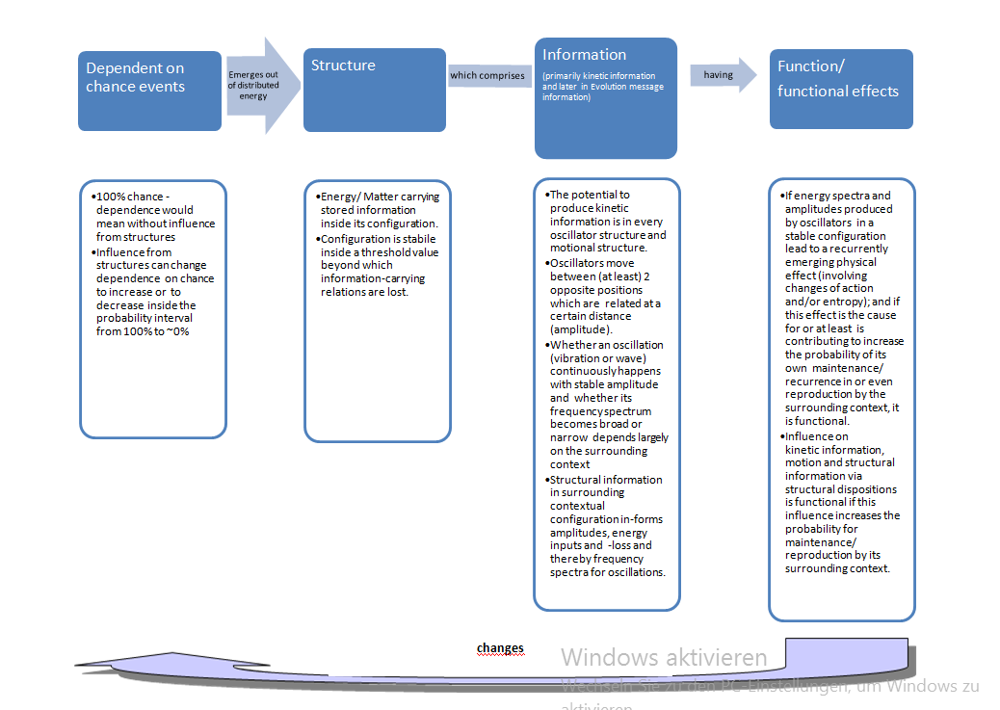 Dependent on
chance events
Emerges out
of distributed
energy
Structure
which comprises
Information
(primarily kinetic information
and later in Evolution message
information)
having
Function/
functional effects
•100% chance -
dependence would
mean without influence
from structures
•Influence from
structures can change
dependence on chance
to increase or to
decrease inside the
probability interval
from 100% to ~0%
•Energy/ Matter carrying
stored information
inside its configuration.
•Configuration is stabile
inside a threshold value
beyond which
information-carrying
relations are lost.
•The potential to
produce kinetic
information is in every
oscillator structure and
motional structure.
•Oscillators move
between (at least) 2
opposite positions
which are related at a
certain distance
(amplitude).
•Whether an oscillation
(vibration or wave)
continuously happens
with stable amplitude
and whether its
frequency spectrum
becomes broad or
narrow depends largely
on the surrounding
context
•Structural information
in surrounding
contextual
configuration in-forms
amplitudes, energy
inputs and -loss and
thereby frequency
spectra for oscillations.
•If energy spectra and
amplitudes produced
by oscillators in a
stable configuration
lead to a recurrently
emerging physical
effect (involving
changes of action
and/or entropy); and if
this effect is the cause
for or at least is
contributing to increase
the probability of its
own maintenance/
recurrence in or even
reproduction by the
surrounding context, it
is functional.
•Influence on
kinetic information,
motion and structural
information via
structural dispositions
is functional if this
influence increases the
probability for
maintenance/
reproduction by its
surrounding context.
changes
Windows aktivieren
Wechseln Sie zu den PC-Einstellungen, um Windows zu
aktivieren